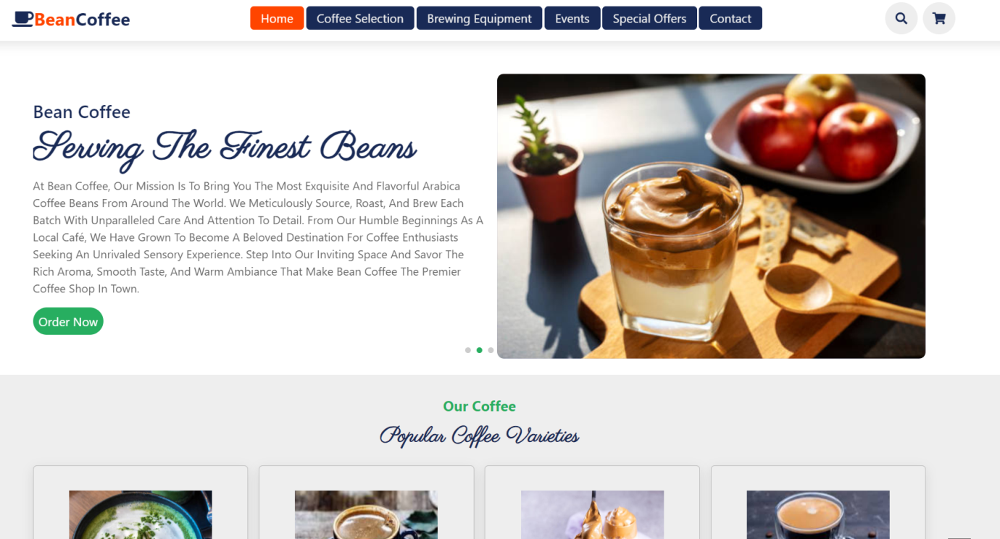 BeanCoffee
Home
Coffee Selection
Brewing Equipment
Events
Special Offers
Contact
Bean Coffee
Serving The Finest Beans
At Bean Coffee, Our Mission Is To Bring You The Most Exquisite And Flavorful Arabica
Coffee Beans From Around The World. We Meticulously Source, Roast, And Brew Each
Batch With Unparalleled Care And Attention To Detail. From Our Humble Beginnings As A
Local Café, We Have Grown To Become A Beloved Destination For Coffee Enthusiasts
Seeking An Unrivaled Sensory Experience. Step Into Our Inviting Space And Savor The
Rich Aroma, Smooth Taste, And Warm Ambiance That Make Bean Coffee The Premier
Coffee Shop In Town.
Order Now
Our Coffee
Popular Coffee Varieties